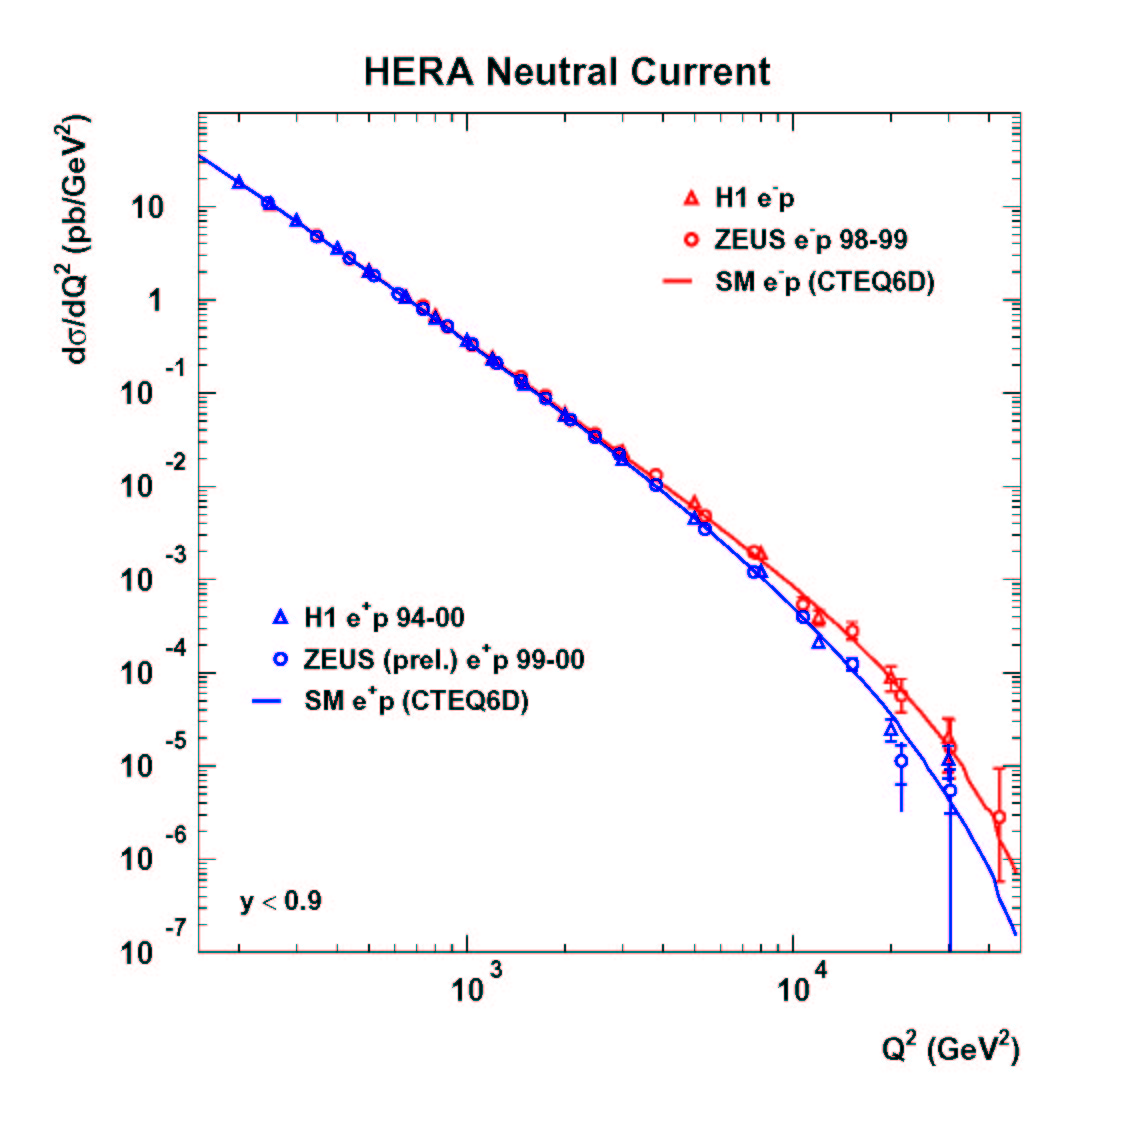 HERA Neutral Current
dσ/dQ² (pb/GeV²)
10
1
10⁻¹
10⁻²
10⁻³
10⁻⁴
10⁻⁵
10⁻⁶
10⁻⁷
H1 e⁻p
ZEUS e⁻p 98-99
SM e⁻p (CTEQ6D)
H1 e⁺p 94-00
ZEUS (prel.) e⁺p 99-00
SM e⁺p (CTEQ6D)
y < 0.9
10³ 10⁴
Q² (GeV²)